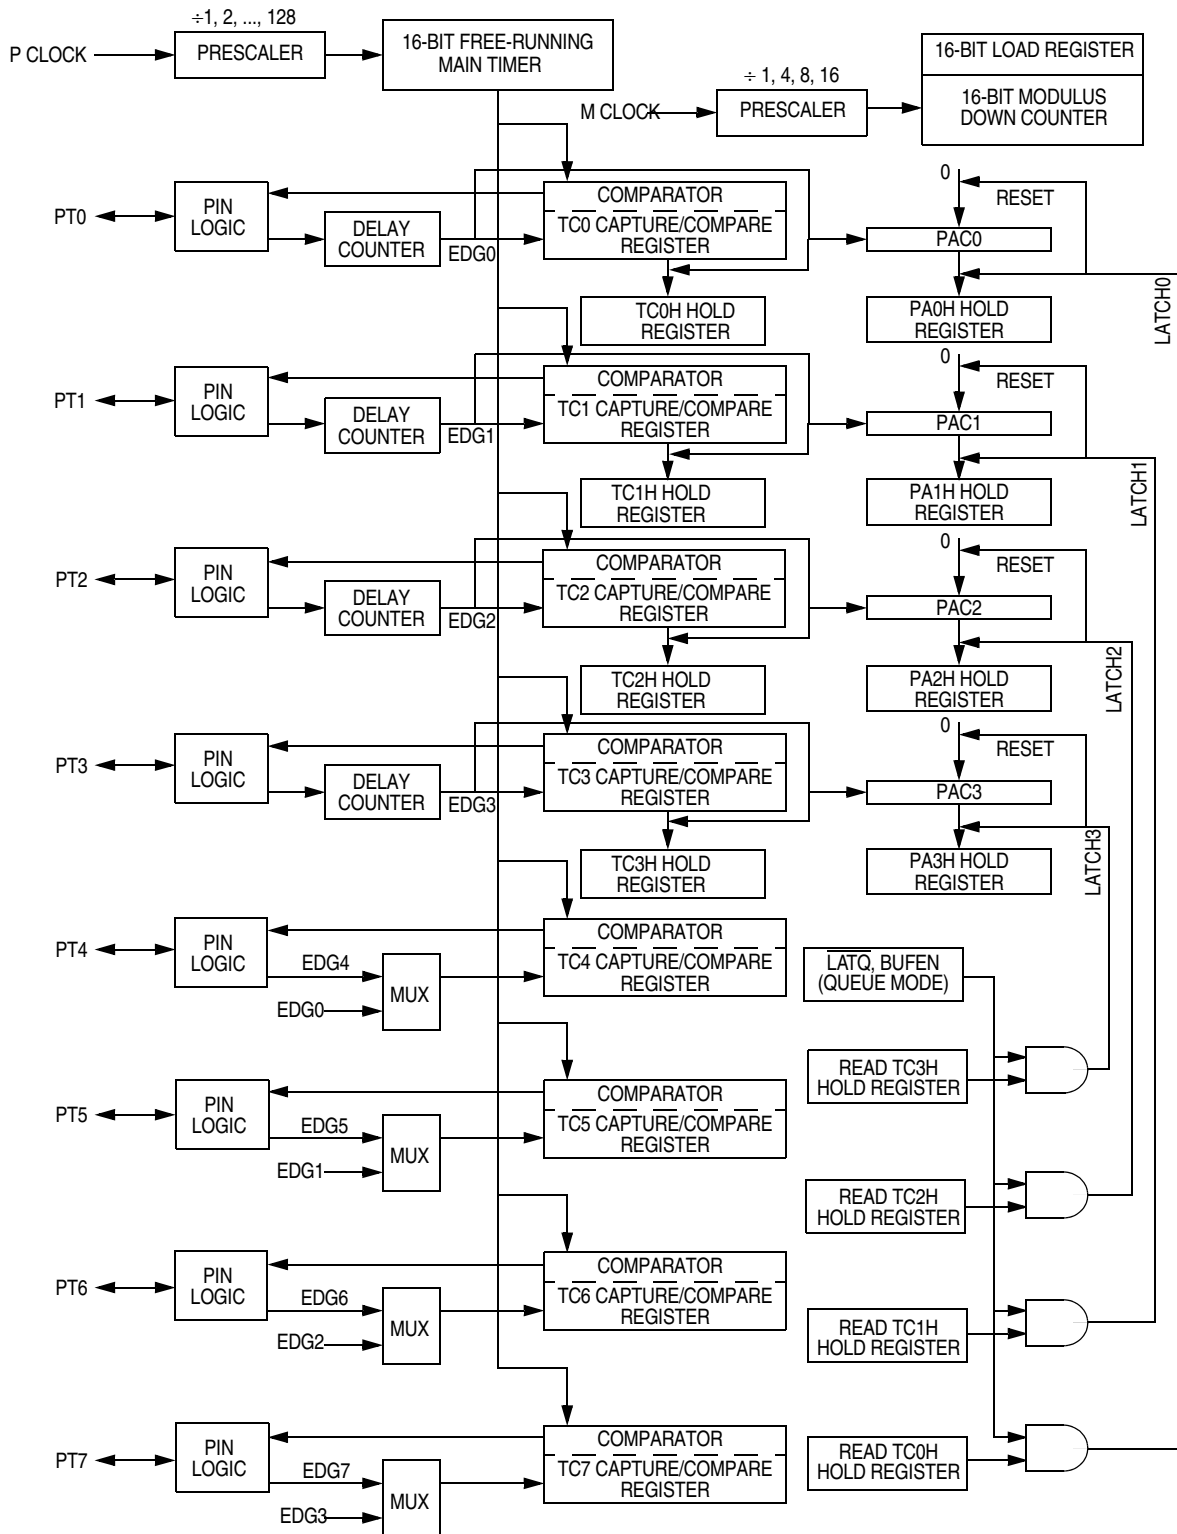 ÷1, 2, ..., 128
P CLOCK
PRESCALER
16-BIT FREE-RUNNING
MAIN TIMER
16-BIT LOAD REGISTER
16-BIT MODULUS
DOWN COUNTER
÷ 1, 4, 8, 16
M CLOCK
PRESCALER
PT0
PIN
LOGIC
DELAY
COUNTER
EDG0
COMPARATOR
TC0 CAPTURE/COMPARE
REGISTER
TC0H HOLD
REGISTER
0
RESET
PAC0
PA0H HOLD
REGISTER
LATCH0
PT1
PIN
LOGIC
DELAY
COUNTER
EDG1
COMPARATOR
TC1 CAPTURE/COMPARE
REGISTER
TC1H HOLD
REGISTER
0
RESET
PAC1
PA1H HOLD
REGISTER
LATCH1
PT2
PIN
LOGIC
DELAY
COUNTER
EDG2
COMPARATOR
TC2 CAPTURE/COMPARE
REGISTER
TC2H HOLD
REGISTER
0
RESET
PAC2
PA2H HOLD
REGISTER
LATCH2
PT3
PIN
LOGIC
DELAY
COUNTER
EDG3
COMPARATOR
TC3 CAPTURE/COMPARE
REGISTER
TC3H HOLD
REGISTER
0
RESET
PAC3
PA3H HOLD
REGISTER
LATCH3
PT4
PIN
LOGIC
EDG4
EDG0
MUX
COMPARATOR
TC4 CAPTURE/COMPARE
REGISTER
LATQ, BUFEN
(QUEUE MODE)
READ TC3H
HOLD REGISTER
PT5
PIN
LOGIC
EDG5
EDG1
MUX
COMPARATOR
TC5 CAPTURE/COMPARE
REGISTER
READ TC2H
HOLD REGISTER
PT6
PIN
LOGIC
EDG6
EDG2
MUX
COMPARATOR
TC6 CAPTURE/COMPARE
REGISTER
READ TC1H
HOLD REGISTER
PT7
PIN
LOGIC
EDG7
EDG3
MUX
COMPARATOR
TC7 CAPTURE/COMPARE
REGISTER
READ TC0H
HOLD REGISTER